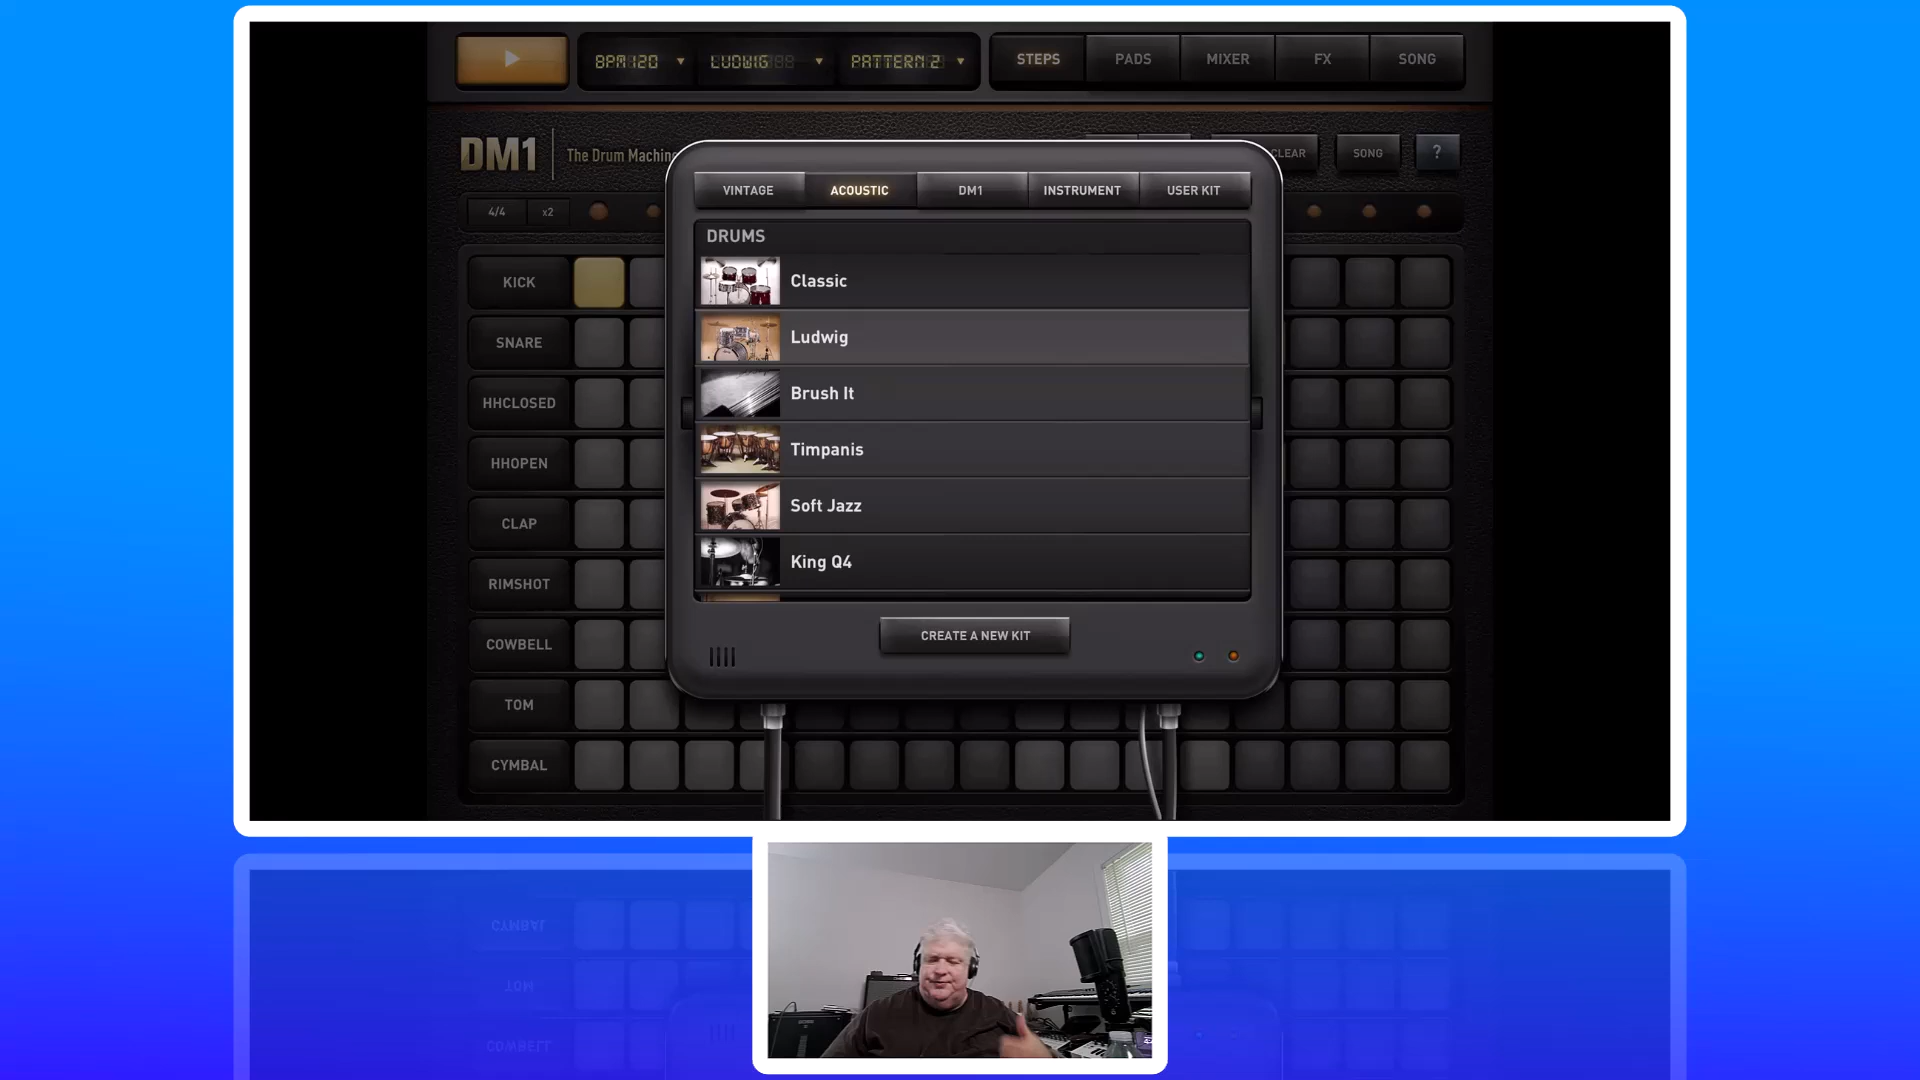 BPM 120 LUDWIG PATTERN 2 STEPS PADS MIXER FX SONG
DM1 The Drum Machine CLEAR SONG ?
4/4 x2
VINTAGE ACOUSTIC DM1 INSTRUMENT USER KIT
DRUMS
Classic
Ludwig
Brush It
Timpanis
Soft Jazz
King Q4
CREATE A NEW KIT
KICK
SNARE
HHCLOSED
HHOPEN
CLAP
RIMSHOT
COWBELL
TOM
CYMBAL